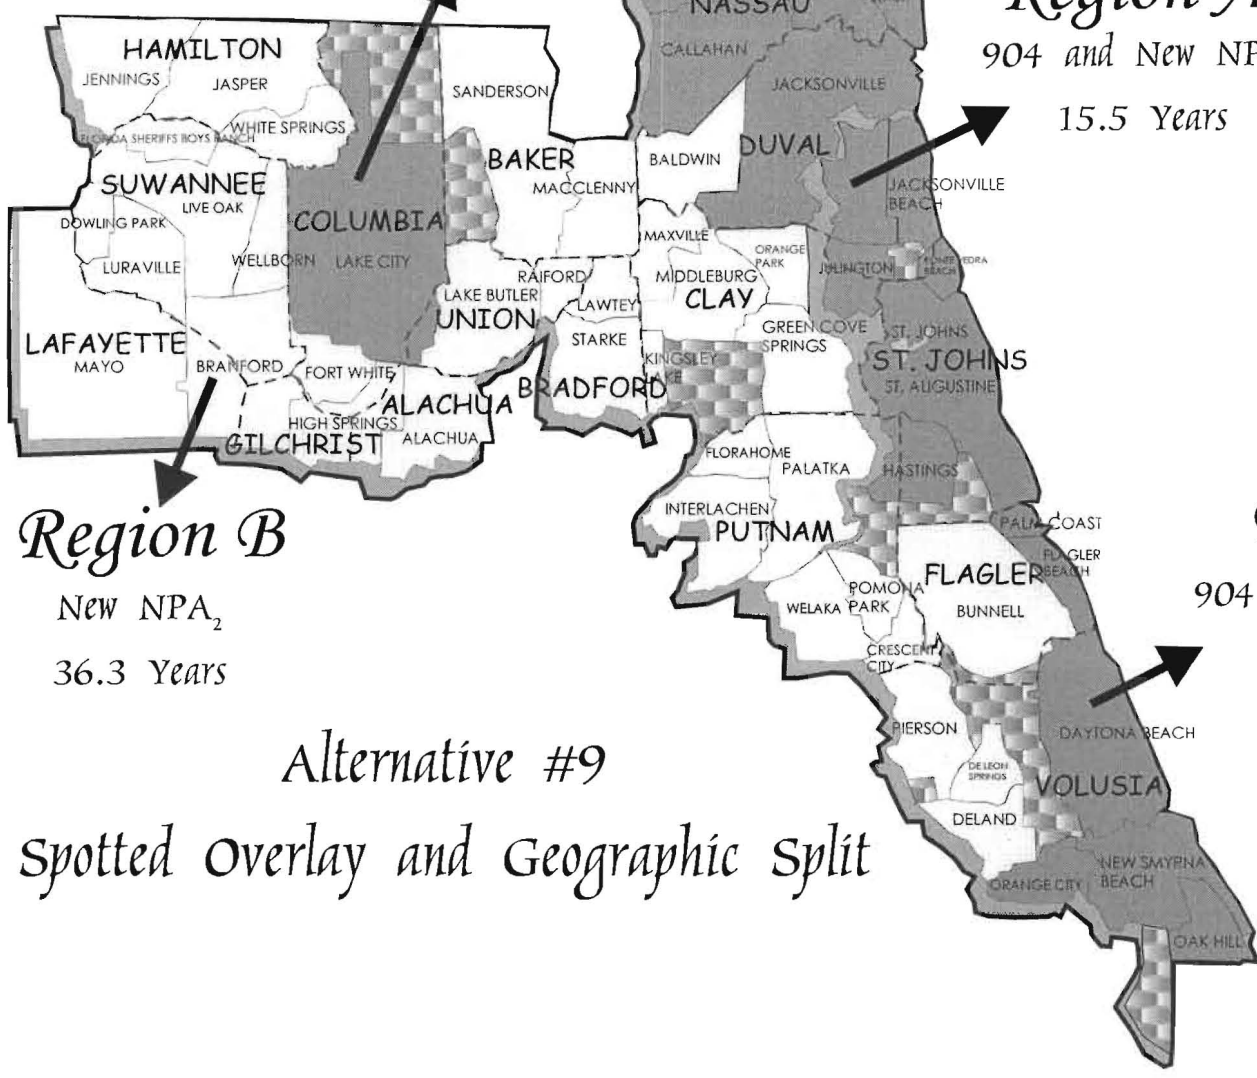 NASSAU
Region
904 and New NP
15.5 Years
HAMILTON
CALLAHAN
JENNINGS
JASPER
SANDERSON
JACKSONVILLE
WHITE SPRINGS
FLORIDA SHERIFFS BOYS RANCH
BAKER
BALDWIN
DUVAL
SUWANNEE
MACCLENNY
JACKSONVILLE
BEACH
LIVE OAK
DOWLING PARK
COLUMBIA
MAXVILLE
ORANGE
PARK
LURAVILLE
WELLBORN
LAKE CITY
RAIFORD
MIDDLEBURG
JULINGTON
PONTE VEDRA
BEACH
LAKE BUTLER
LAWTEY
CLAY
UNION
GREEN COVE
SPRINGS
ST. JOHNS
LAFAYETTE
STARKE
MAYO
BRANFORD
FORT WHITE
KINGSLEY
LAKE
ST. JOHNS
ST. AUGUSTINE
BRADFORD
ALACHUA
HIGH SPRINGS
GILCHRIST
ALACHUA
FLORAHOME
PALATKA
HASTINGS
INTERLACHEN
PUTNAM
PALM COAST
Region B
FLAGLER
BEACH
FLAGLER
New NPA2
POMONA
PARK
904
WELAKA
BUNNELL
36.3 Years
CRESCENT
CITY
PIERSON
DAYTONA BEACH
Alternative #9
DE LEON
SPRINGS
VOLUSIA
DELAND
Spotted Overlay and Geographic Split
NEW SMYRNA
BEACH
ORANGE CITY
OAK HILL